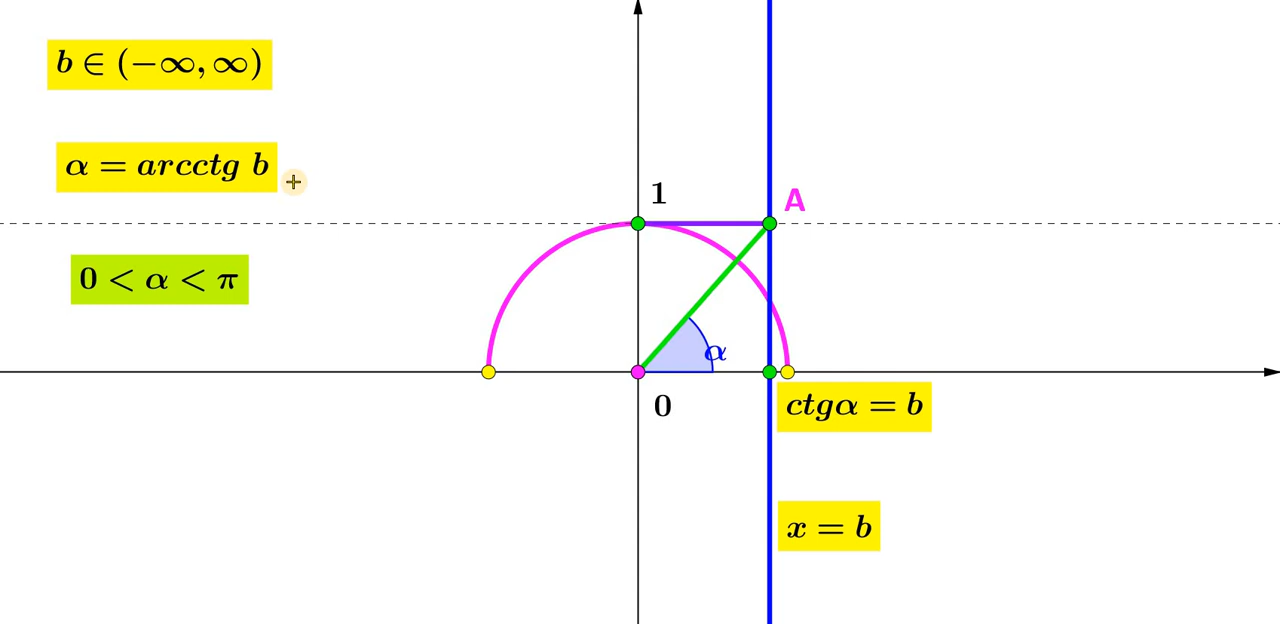 b ∈ (−∞, ∞)
α = arcctg b
1
A
0 < α < π
α
0
ctgα = b
x = b